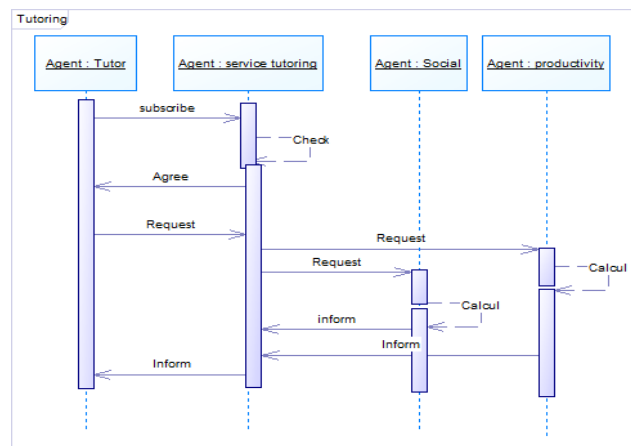 Tutoring
Agent : Tutor
Agent : service tutoring
Agent : Social
Agent : productivity
subscribe
Check
Agree
Request
Request
Request
Calcul
Calcul
inform
Inform
Inform